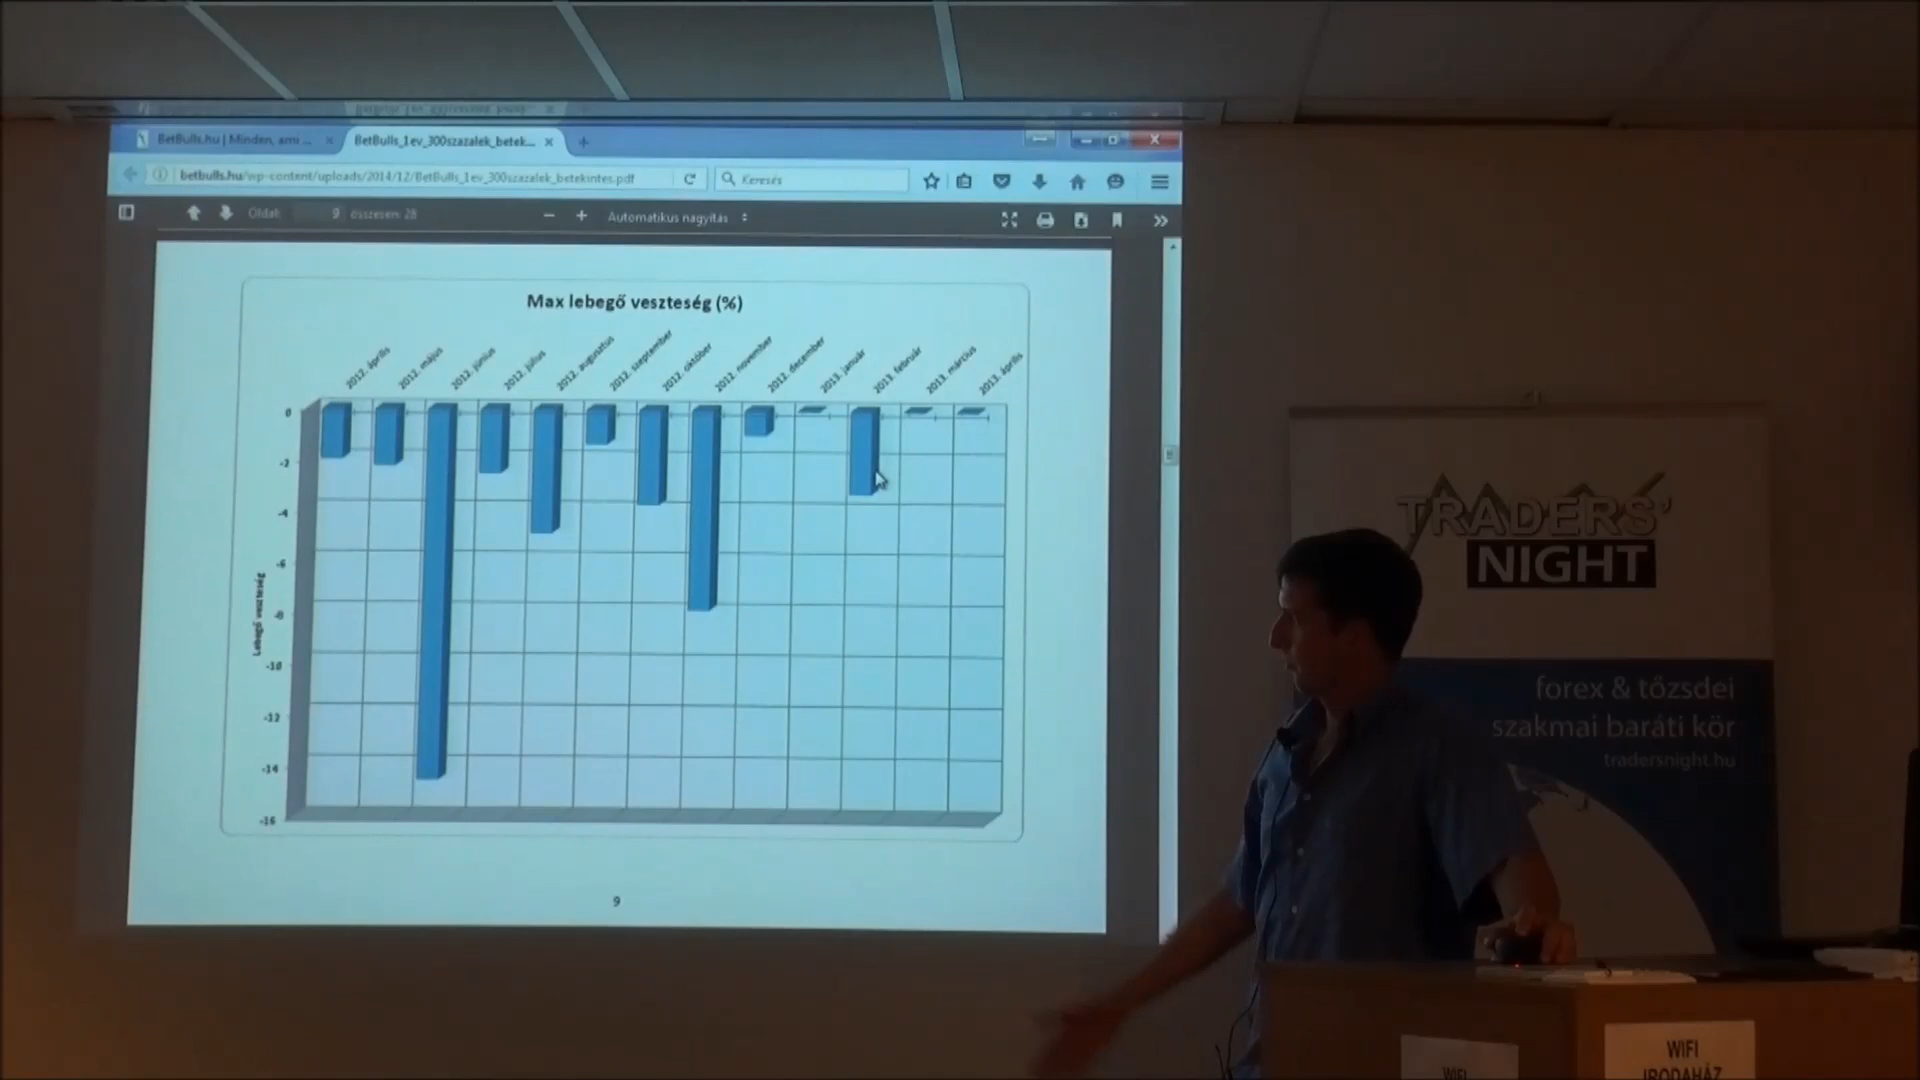 BetBulls.hu | Minden, ami ...
BetBulls_1ev_300szazalek_betek...
betbulls.hu/wp-content/uploads/2014/12/BetBulls_1ev_300szazalek_betekintes.pdf
Keresés
Oldal: 9 összesen: 28
Automatikus nagyítás
Max lebegő veszteség (%)
2012. április
2012. május
2012. június
2012. július
2012. augusztus
2012. szeptember
2012. október
2012. november
2012. december
2013. január
2013. február
2013. március
2013. április
0
-2
-4
-6
-8
-10
-12
-14
-16
Lebegő veszteség
9
TRADERS'
NIGHT
forex & tőzsdei
szakmai baráti kör
tradersnight.hu
WIFI
WIFI
IRODAHÁZ